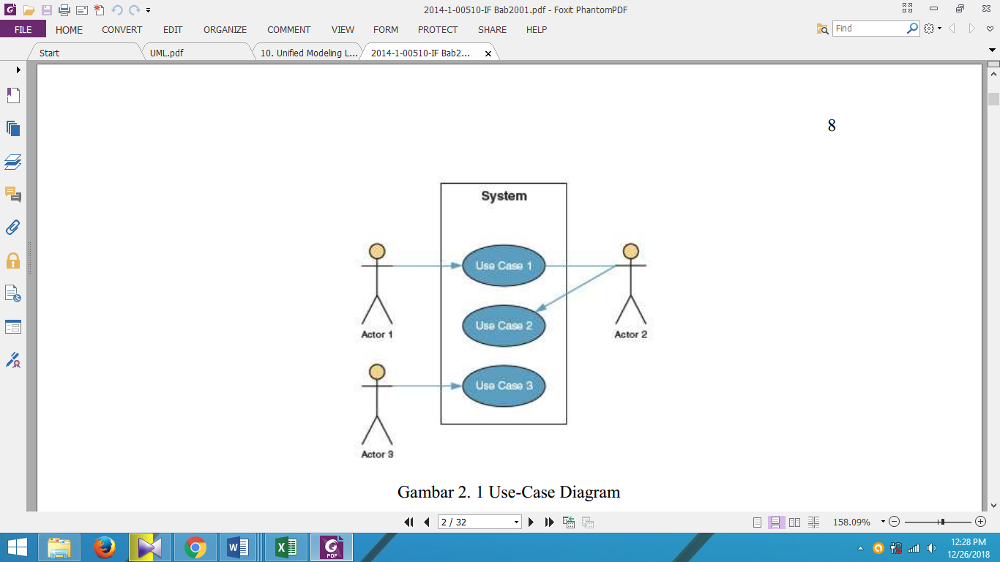 2014-1-00510-IF Bab2001.pdf - Foxit PhantomPDF
FILE HOME CONVERT EDIT ORGANIZE COMMENT VIEW FORM PROTECT SHARE HELP Find
Start UML.pdf 10. Unified Modeling L... 2014-1-00510-IF Bab2...
8
System
Use Case 1
Use Case 2
Actor 1
Actor 2
Use Case 3
Actor 3
Gambar 2. 1 Use-Case Diagram
2 / 32
158.09%
PDF
12:28 PM
12/26/2018